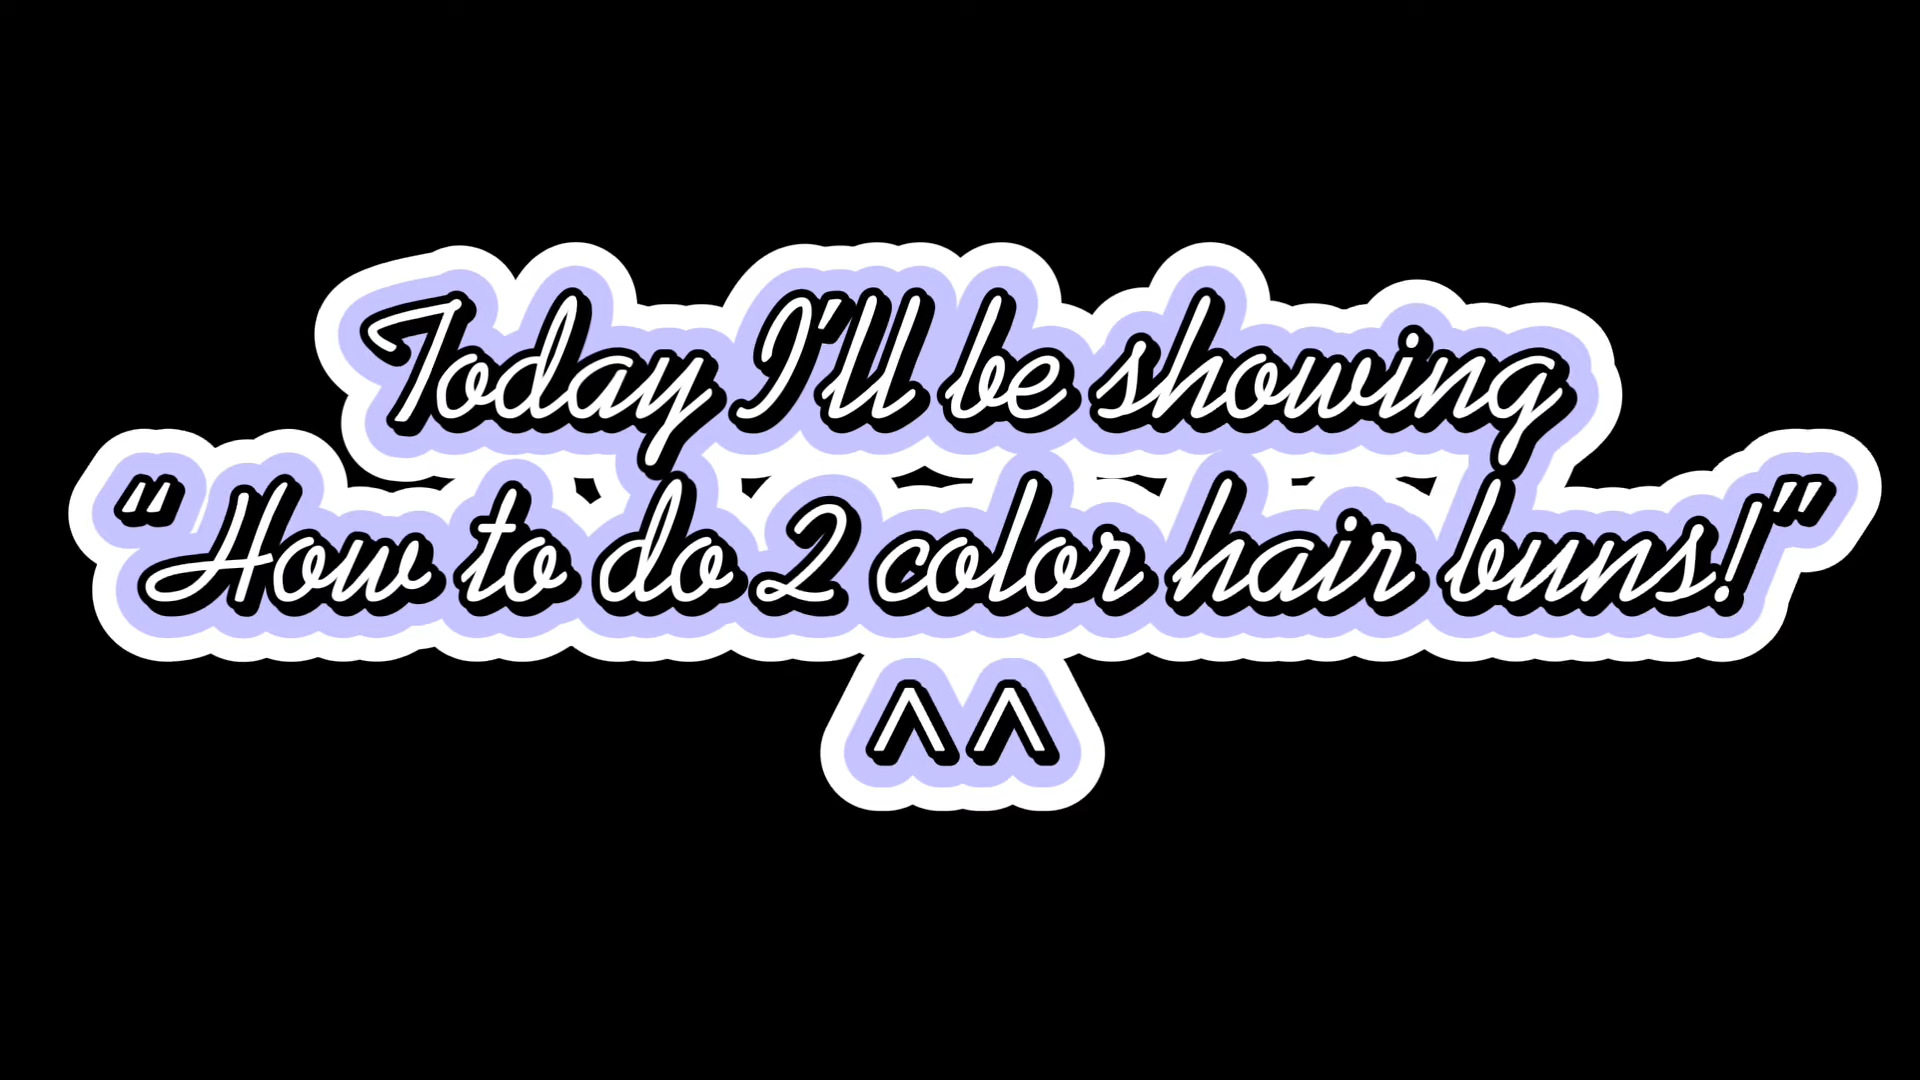 Today I'll be showing
“How to do 2 color hair buns!”
^^